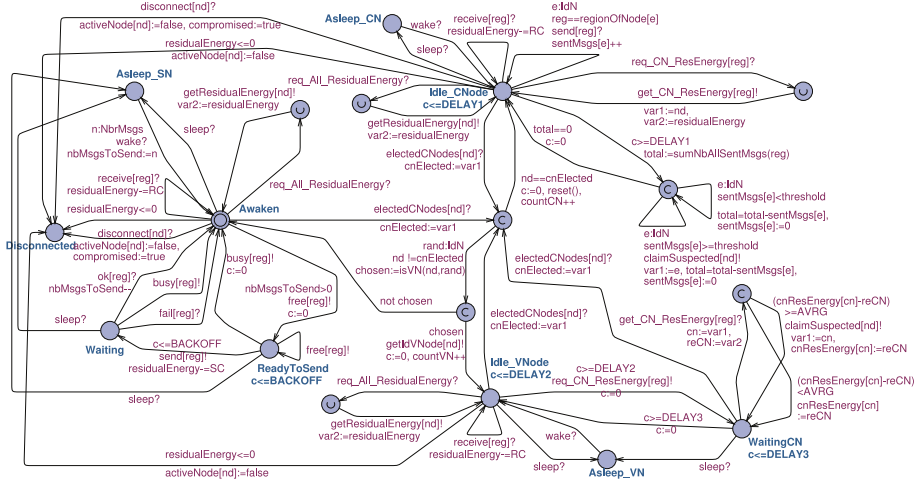 disconnect[nd]?
activeNode[nd]:=false, compromised:=true
residualEnergy<=0
activeNode[nd]:=false
Asleep_CN
wake?
sleep?
receive[reg]?
residualEnergy-=RC
e:IdN
reg==regionOfNode[e]
send[reg]?
sentMsgs[e]++
Asleep_SN
getResidualEnergy[nd]!
var2:=residualEnergy
req_All_ResidualEnergy?
Idle_CNode
c<=DELAY1
getResidualEnergy[nd]!
var2:=residualEnergy
req_CN_ResEnergy[reg]?
get_CN_ResEnergy[reg]!
var1:=nd,
var2:=residualEnergy
n:NbrMsgs
wake?
nbMsgsToSend:=n
sleep?
req_All_ResidualEnergy?
receive[reg]?
residualEnergy-=RC
residualEnergy<=0
Awaken
Disconnected
disconnect[nd]?
activeNode[nd]:=false,
compromised:=true
electedCNodes[nd]?
cnElected:=var1
total==0
c:=0
c>=DELAY1
total:=sumNbAllSentMsgs(reg)
nd==cnElected
c:=0, reset(),
countCN++
electedCNodes[nd]?
cnElected:=var1
e:IdN
sentMsgs[e]<threshold
total=total-sentMsgs[e],
sentMsgs[e]:=0
e:IdN
sentMsgs[e]>=threshold
claimSuspected[nd]!
var1:=e, total=total-sentMsgs[e],
sentMsgs[e]:=0
rand:IdN
nd !=cnElected
chosen:=isVN(nd,rand)
electedCNodes[nd]?
cnElected:=var1
ok[reg]?
nbMsgsToSend--
busy[reg]!
fail[reg]!
busy[reg]!
c:=0
nbMsgsToSend>0
free[reg]!
c:=0
not chosen
sleep?
Waiting
c<=BACKOFF
send[reg]!
residualEnergy-=SC
ReadyToSend
c<=BACKOFF
free[reg]!
sleep?
chosen
getIdVNode[nd]!
c:=0, countVN++
electedCNodes[nd]?
cnElected:=var1
get_CN_ResEnergy[reg]?
cn:=var1,
reCN:=var2
(cnResEnergy[cn]-reCN)
>=AVRG
claimSuspected[nd]!
var1:=cn,
cnResEnergy[cn]:=reCN
(cnResEnergy[cn]-reCN)
<AVRG
cnResEnergy[cn]
:=reCN
Idle_VNode
c<=DELAY2
req_All_ResidualEnergy?
getResidualEnergy[nd]!
var2:=residualEnergy
c>=DELAY2
req_CN_ResEnergy[reg]!
c:=0
c>=DELAY3
c:=0
WaitingCN
c<=DELAY3
receive[reg]?
residualEnergy-=RC
wake?
sleep?
Asleep_VN
sleep?
residualEnergy<=0
activeNode[nd]:=false